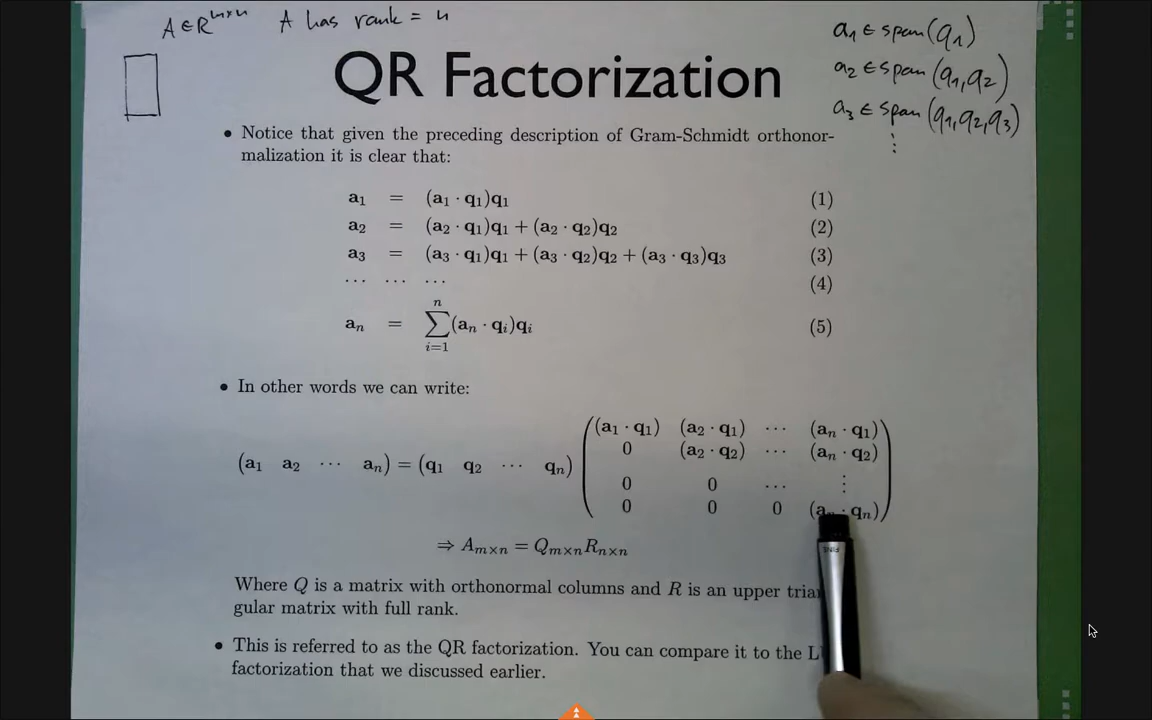 A ∈ R^{m×n} A has rank = n
a₁ ∈ span(q₁)
a₂ ∈ span(q₁, q₂)
a₃ ∈ span(q₁, q₂, q₃)
⋮
QR Factorization
• Notice that given the preceding description of Gram-Schmidt orthonor-
malization it is clear that:
a₁ = (a₁ · q₁)q₁ (1)
a₂ = (a₂ · q₁)q₁ + (a₂ · q₂)q₂ (2)
a₃ = (a₃ · q₁)q₁ + (a₃ · q₂)q₂ + (a₃ · q₃)q₃ (3)
⋯ ⋯ ⋯ (4)
aₙ = ∑_{i=1}^{n} (aₙ · qᵢ)qᵢ (5)
• In other words we can write:
(a₁ a₂ ⋯ aₙ) = (q₁ q₂ ⋯ qₙ)
(a₁ · q₁) (a₂ · q₁) ⋯ (aₙ · q₁)
0 (a₂ · q₂) ⋯ (aₙ · q₂)
0 0 ⋯ ⋮
0 0 0 (aₙ · qₙ)
⇒ A_{m×n} = Q_{m×n} R_{n×n}
Where Q is a matrix with orthonormal columns and R is an upper
gular matrix with full rank.
• This is referred to as the QR factorization. You can compare it to the
factorization that we discussed earlier.